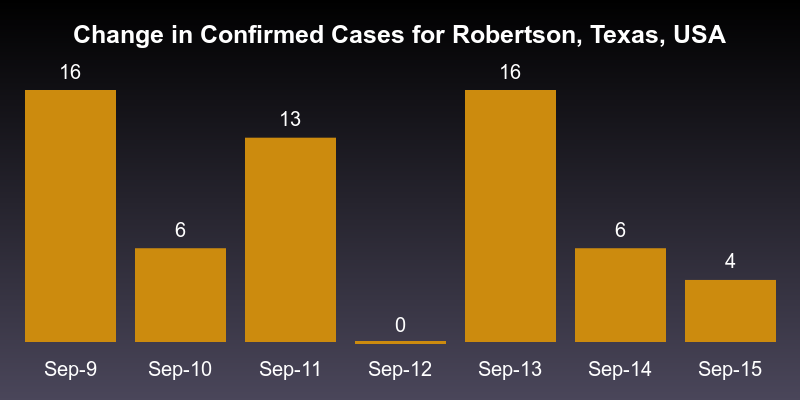 Change in Confirmed Cases for Robertson, Texas, USA
16
6
13
0
16
6
4
Sep-9
Sep-10
Sep-11
Sep-12
Sep-13
Sep-14
Sep-15